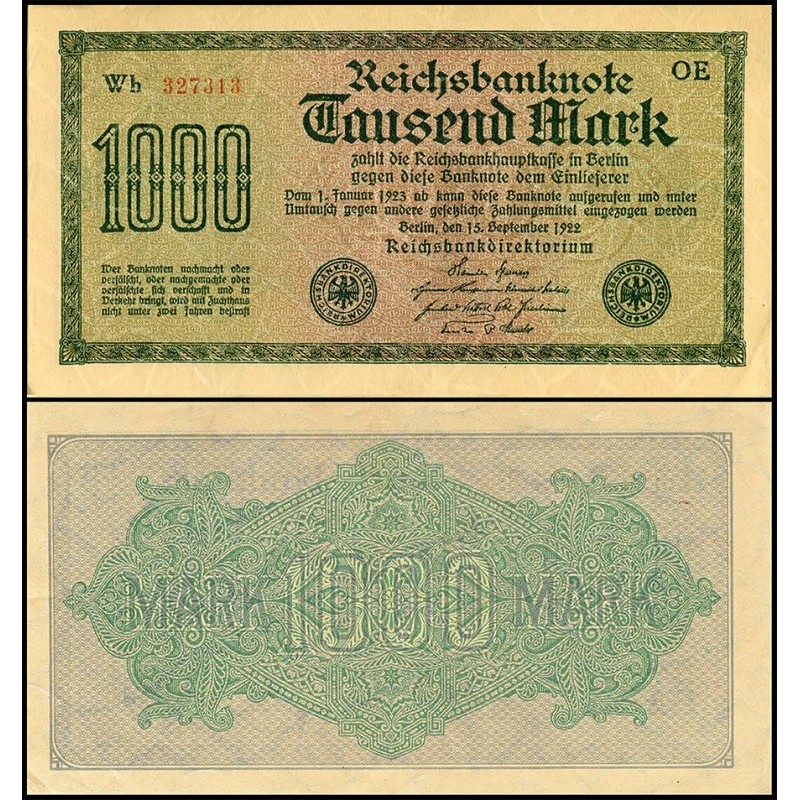 Wh 327313
OE
Reichsbanknote
Tausend Mark
1000
zahlt die Reichsbankhauptkasse in Berlin
gegen diese Banknote dem Einlieferer
Vom 1. Januar 1923 ab kann diese Banknote aufgerufen und unter
Umtausch gegen andere gesetzliche Zahlungsmittel eingezogen werden
Berlin, den 15. September 1922
Reichsbankdirektorium
Wer Banknoten nachmacht oder
verfälscht, oder nachgemachte oder
verfälschte sich verschafft und in
Verkehr bringt, wird mit Zuchthaus
nicht unter zwei Jahren bestraft
REICHSBANKDIREKTORIUM
REICHSBANKDIREKTORIUM
MARK 1000 MARK